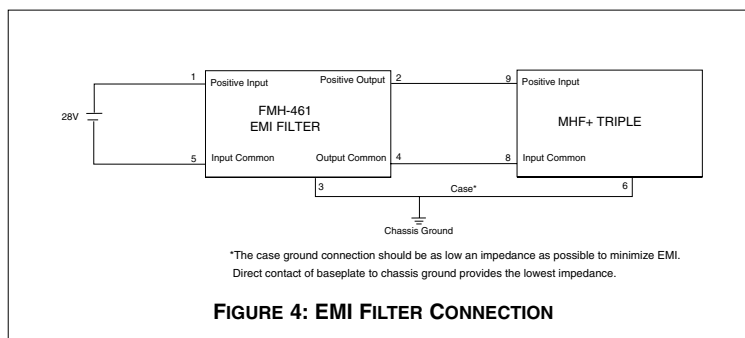 1 Positive Input Positive Output 2 9 Positive Input
FMH-461
EMI FILTER
MHF+ TRIPLE
28V
5 Input Common Output Common 4 8 Input Common
3 Case* 6
Chassis Ground
*The case ground connection should be as low an impedance as possible to minimize EMI.
Direct contact of baseplate to chassis ground provides the lowest impedance.
FIGURE 4: EMI FILTER CONNECTION